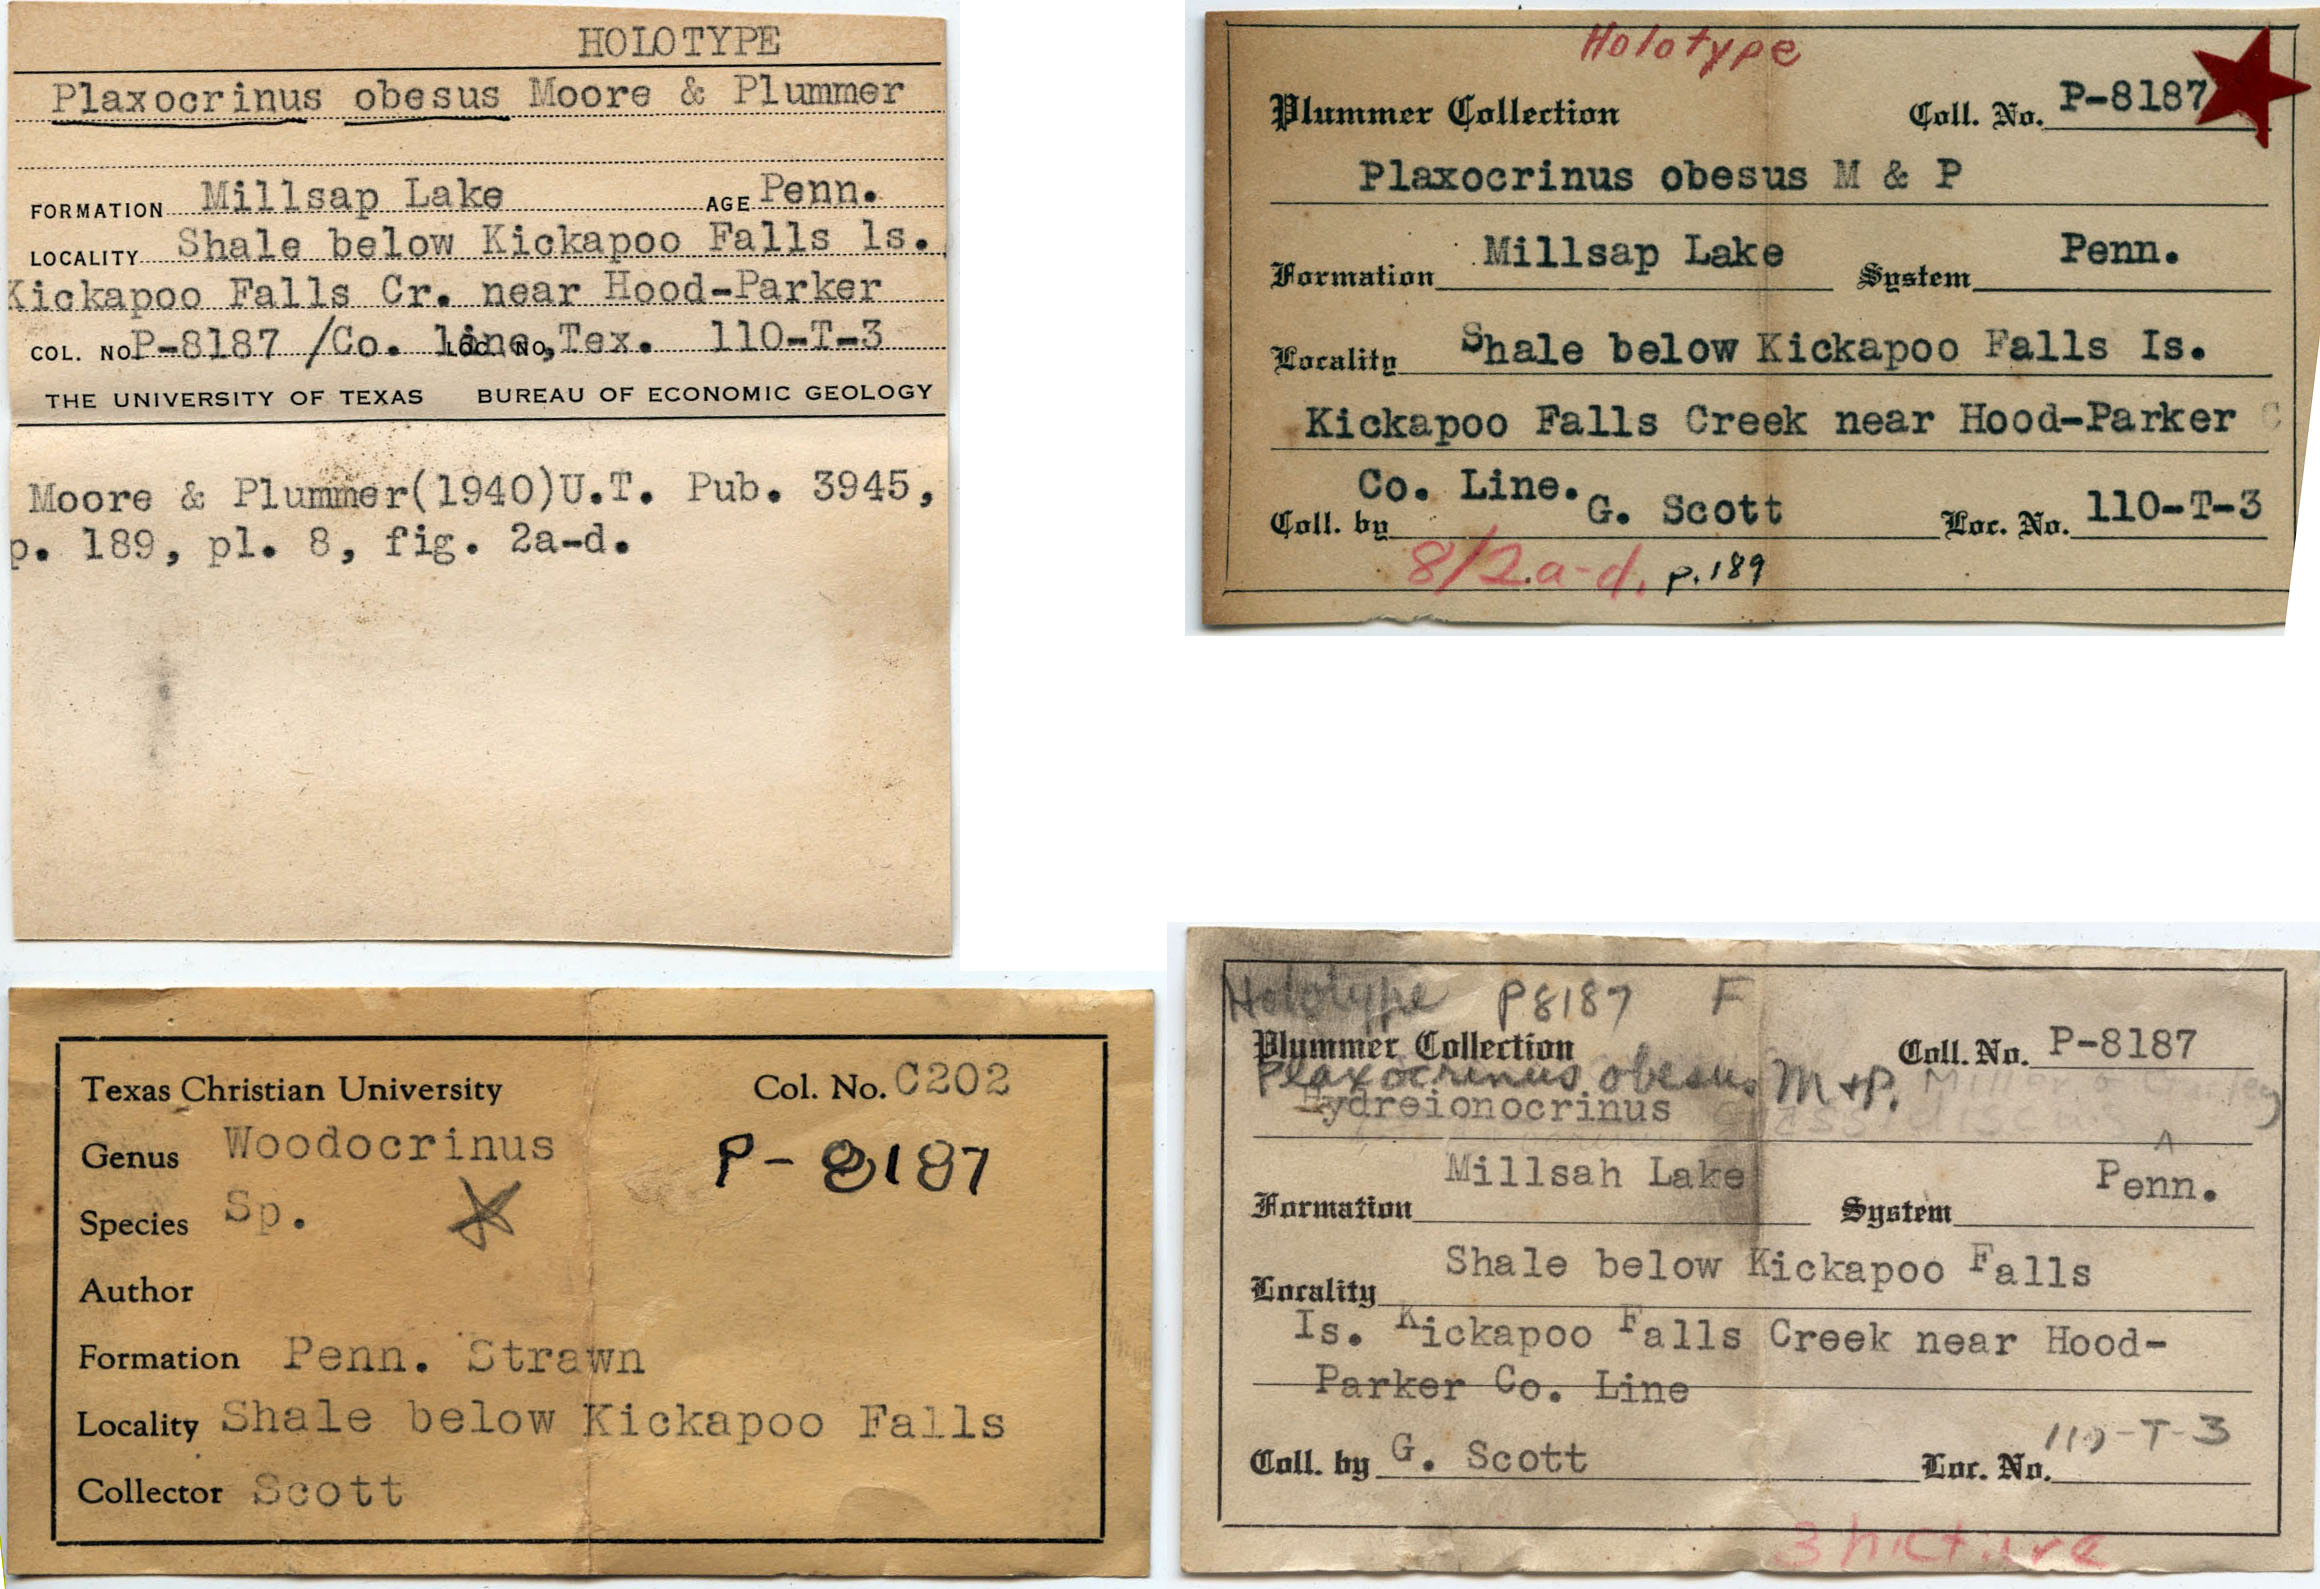 HOLOTYPE
Plaxocrinus obesus Moore & Plummer
FORMATION Millsap Lake AGE Penn.
LOCALITY Shale below Kickapoo Falls ls.
Kickapoo Falls Cr. near Hood-Parker
COL. NO. P-8187 /Co. line, LOC. NO. Tex. 110-T-3
THE UNIVERSITY OF TEXAS BUREAU OF ECONOMIC GEOLOGY
Moore & Plummer(1940)U.T. Pub. 3945,
p. 189, pl. 8, fig. 2a-d.
Holotype
Plummer Collection Coll. No. P-8187
Plaxocrinus obesus M & P
Formation Millsap Lake System Penn.
Locality Shale below Kickapoo Falls Is.
Kickapoo Falls Creek near Hood-Parker C
Co. Line.
Coll. by G. Scott Loc. No. 110-T-3
8/2.a-d. p.189
Texas Christian University Col. No. C202
Genus Woodocrinus P-8187
Species Sp.
Author
Formation Penn. Strawn
Locality Shale below Kickapoo Falls
Collector Scott
Holotype P8187 F
Plummer Collection Coll. No. P-8187
Plaxocrinus obesus M & P.
Hydreionocrinus
Formation Millsah Lake System Penn.
Locality Shale below Kickapoo Falls
Is. Kickapoo Falls Creek near Hood-
Parker Co. Line
Coll. by G. Scott Loc. No. 110-T-3
3 picture